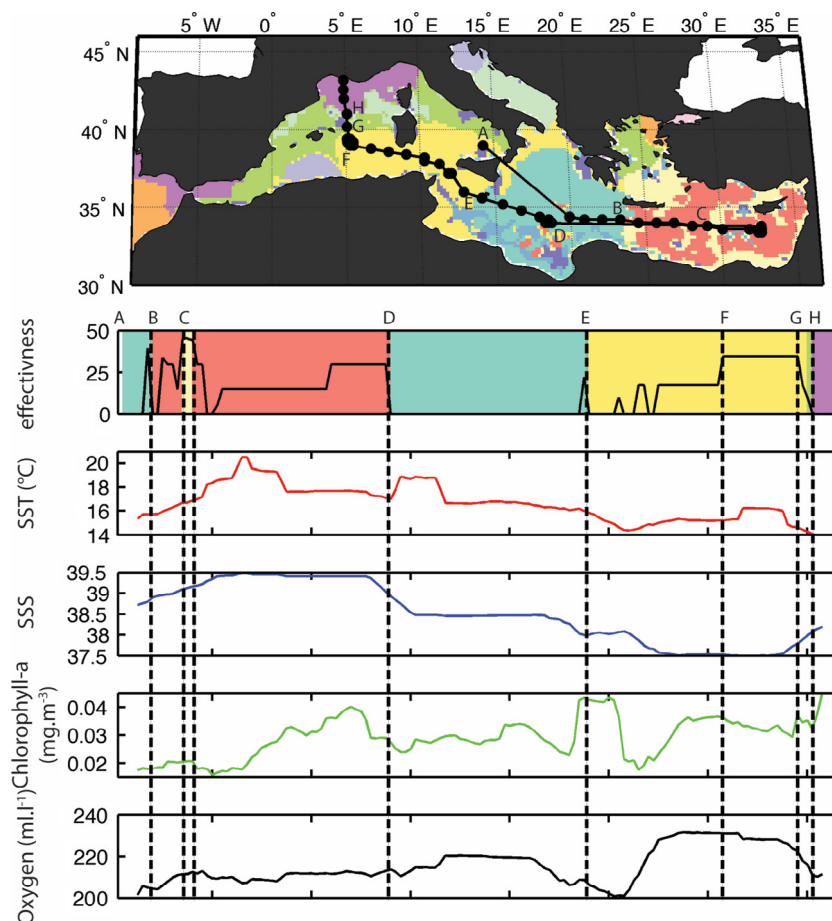 5° W 0° 5° E 10° E 15° E 20° E 25° E 30° E 35° E
45° N
40° N
35° N
30° N
H
G
F
A
E
B
C
D
A B C D E F G H
effectivness
50
25
0
SST (°C)
20
18
16
14
SSS
39.5
39
38.5
38
37.5
Chlorophyll-a
(mg.m⁻³)
0.04
0.03
0.02
Oxygen (ml.l⁻¹)
240
220
200